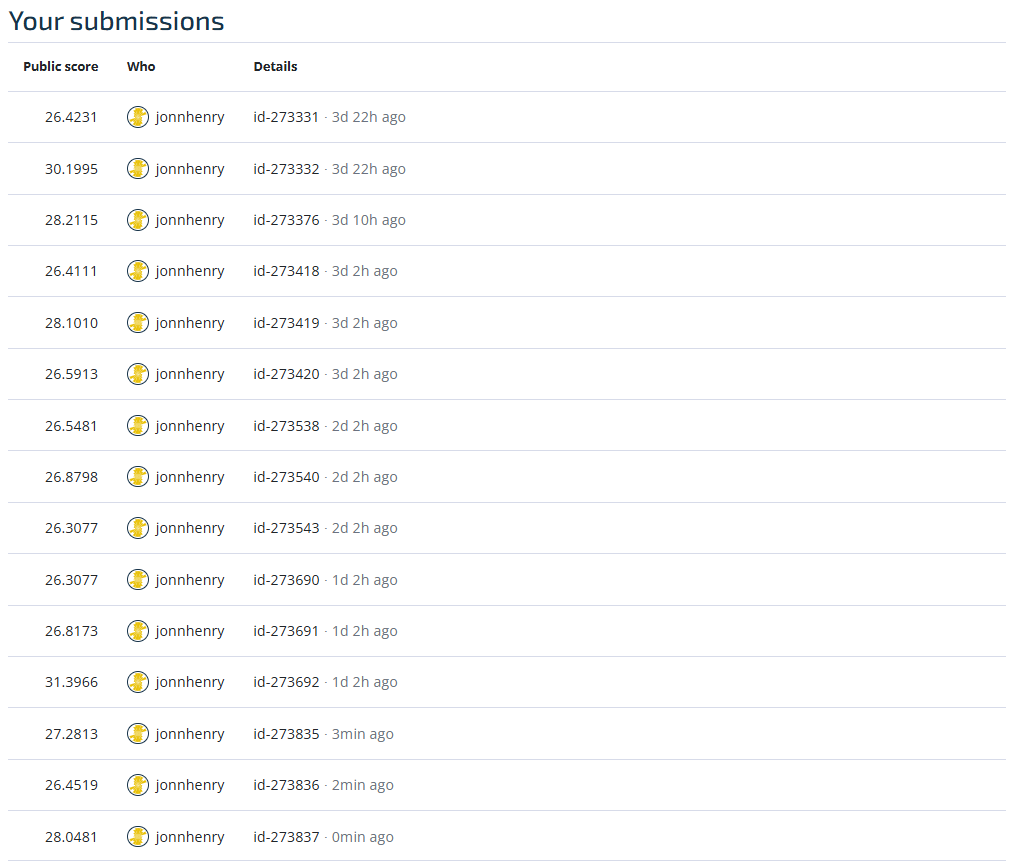 Your submissions
Public score Who Details
26.4231 jonnhenry id-273331 · 3d 22h ago
30.1995 jonnhenry id-273332 · 3d 22h ago
28.2115 jonnhenry id-273376 · 3d 10h ago
26.4111 jonnhenry id-273418 · 3d 2h ago
28.1010 jonnhenry id-273419 · 3d 2h ago
26.5913 jonnhenry id-273420 · 3d 2h ago
26.5481 jonnhenry id-273538 · 2d 2h ago
26.8798 jonnhenry id-273540 · 2d 2h ago
26.3077 jonnhenry id-273543 · 2d 2h ago
26.3077 jonnhenry id-273690 · 1d 2h ago
26.8173 jonnhenry id-273691 · 1d 2h ago
31.3966 jonnhenry id-273692 · 1d 2h ago
27.2813 jonnhenry id-273835 · 3min ago
26.4519 jonnhenry id-273836 · 2min ago
28.0481 jonnhenry id-273837 · 0min ago